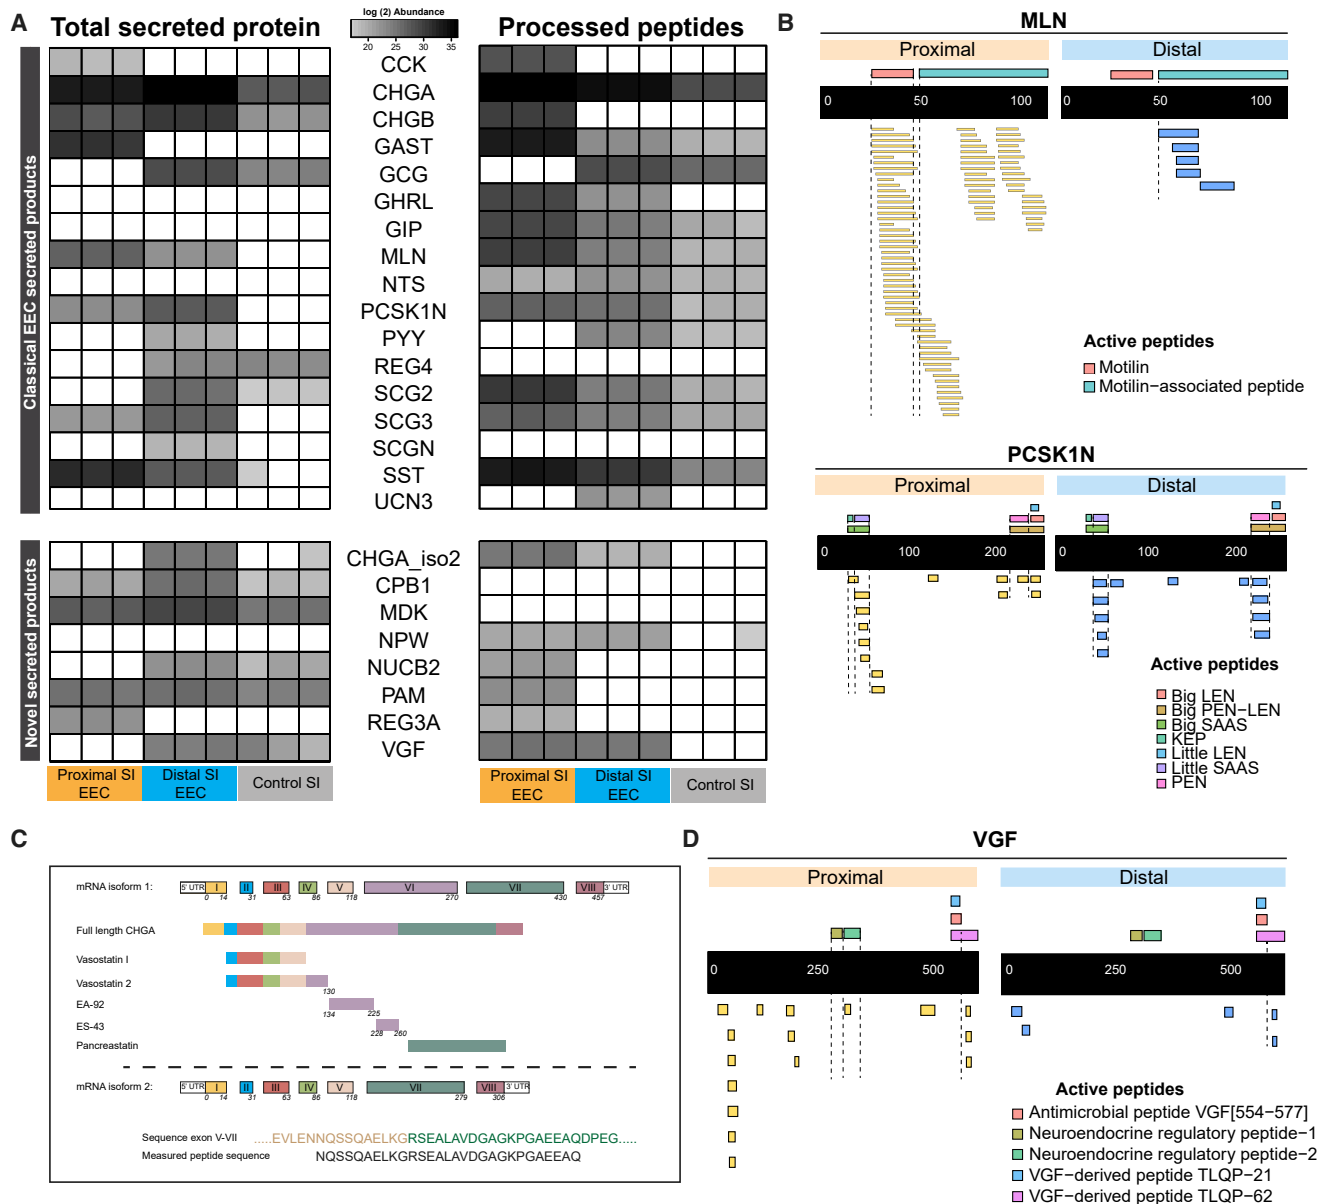 A
Total secreted protein
log (2) Abundance
20 25 30 35
Processed peptides
Classical EEC secreted products
CCK
CHGA
CHGB
GAST
GCG
GHRL
GIP
MLN
NTS
PCSK1N
PYY
REG4
SCG2
SCG3
SCGN
SST
UCN3
Novel secreted products
CHGA_iso2
CPB1
MDK
NPW
NUCB2
PAM
REG3A
VGF
Proximal SI EEC
Distal SI EEC
Control SI
Proximal SI EEC
Distal SI EEC
Control SI
B
MLN
Proximal
Distal
0 50 100
0 50 100
Active peptides
Motilin
Motilin−associated peptide
PCSK1N
Proximal
Distal
0 100 200
0 100 200
Active peptides
Big LEN
Big PEN−LEN
Big SAAS
KEP
Little LEN
Little SAAS
PEN
C
mRNA isoform 1:
5' UTR I II III IV V VI VII VIII 3' UTR
0 14 31 63 86 118 270 430 457
Full length CHGA
Vasostatin I
Vasostatin 2
130
EA-92
134 225
ES-43
228 260
Pancreastatin
mRNA isoform 2:
5' UTR I II III IV V VII VIII 3' UTR
0 14 31 63 86 118 279 306
Sequence exon V-VII .....EVLENNQSSQAELKGRSEALAVDGAGKPGAEEAQDPEG.....
Measured peptide sequence NQSSQAELKGRSEALAVDGAGKPGAEEAQ
D
VGF
Proximal
Distal
0 250 500
0 250 500
Active peptides
Antimicrobial peptide VGF[554−577]
Neuroendocrine regulatory peptide−1
Neuroendocrine regulatory peptide−2
VGF−derived peptide TLQP−21
VGF−derived peptide TLQP−62